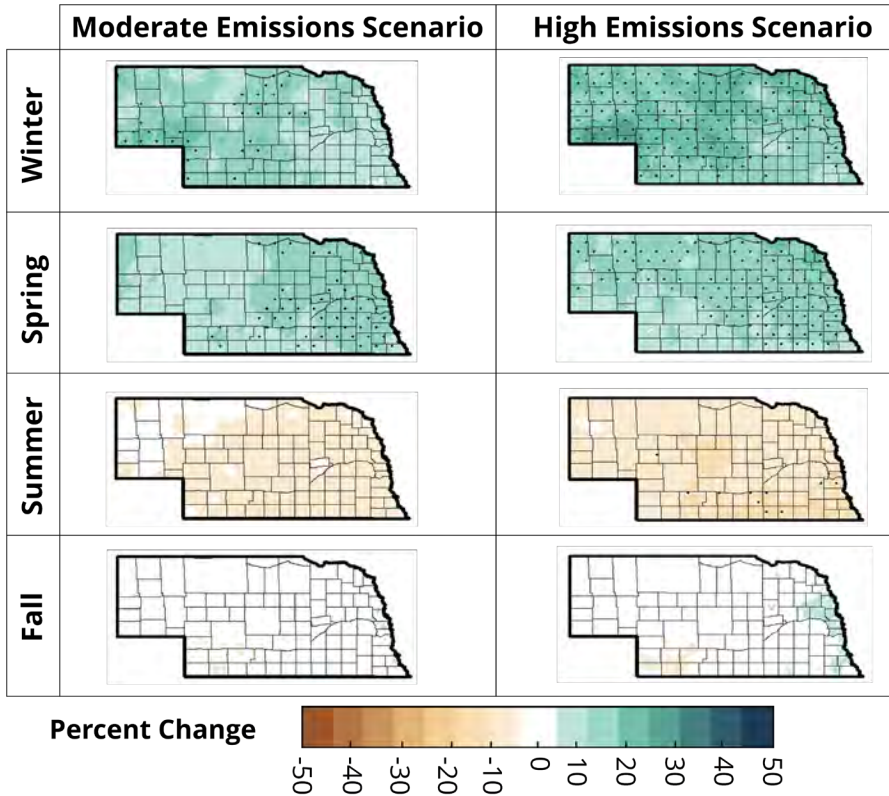 Moderate Emissions Scenario
High Emissions Scenario
Winter
Spring
Summer
Fall
Percent Change
-50
-40
-30
-20
-10
0
10
20
30
40
50